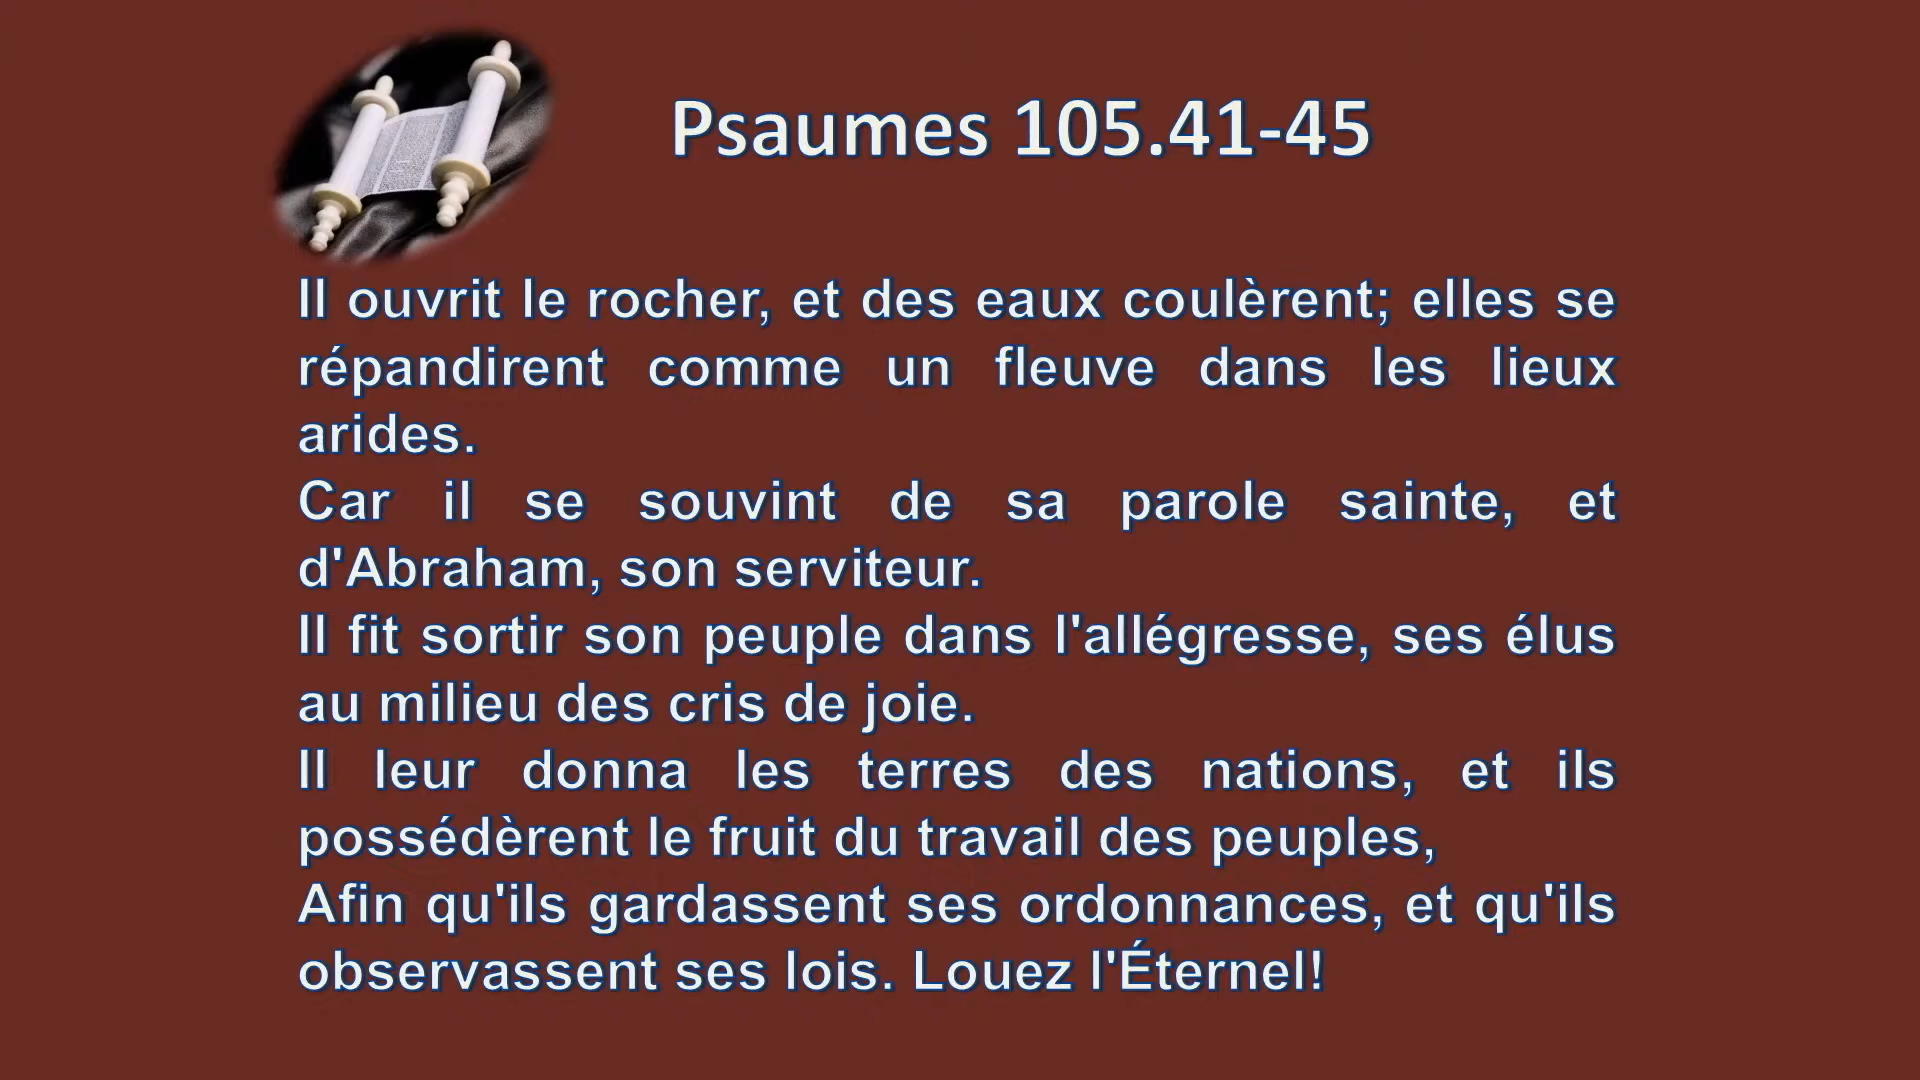 Psaumes 105.41-45
Il ouvrit le rocher, et des eaux coulèrent; elles se
répandirent comme un fleuve dans les lieux
arides.
Car il se souvint de sa parole sainte, et
d'Abraham, son serviteur.
Il fit sortir son peuple dans l'allégresse, ses élus
au milieu des cris de joie.
Il leur donna les terres des nations, et ils
possédèrent le fruit du travail des peuples,
Afin qu'ils gardassent ses ordonnances, et qu'ils
observassent ses lois. Louez l'Éternel!